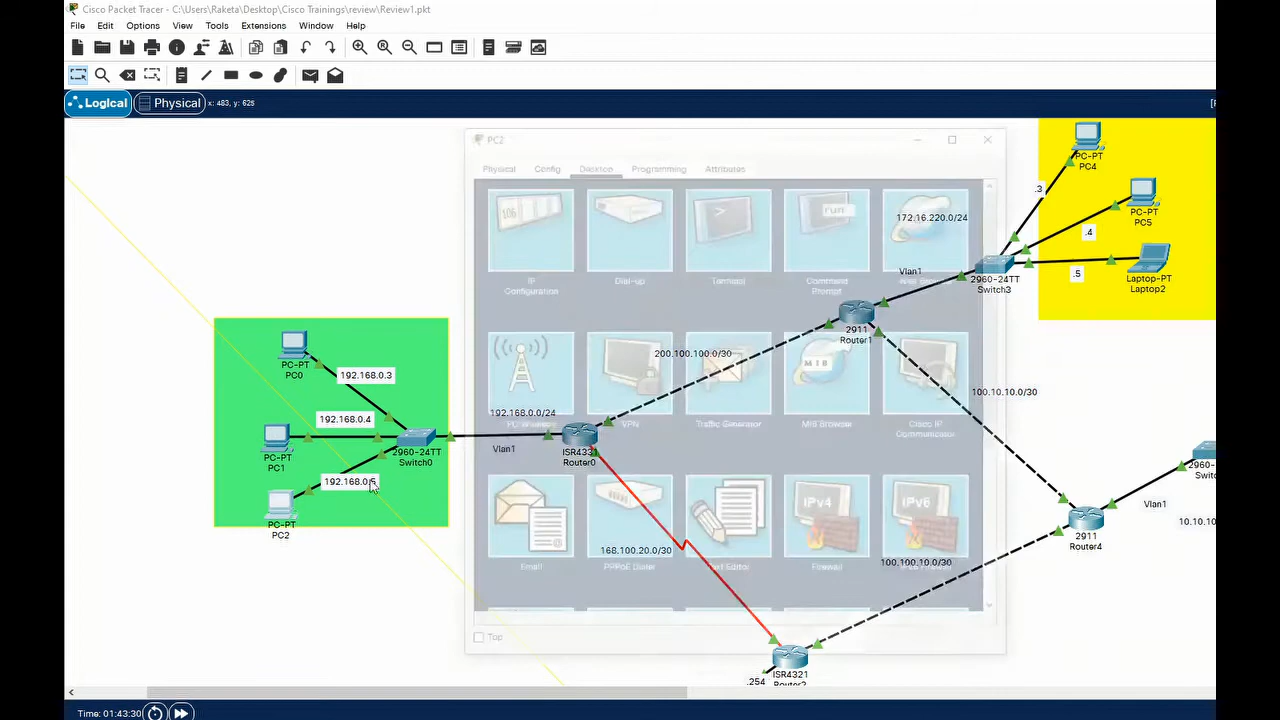 Cisco Packet Tracer - C:\Users\Raketa\Desktop\Cisco Trainings\review\Review1.pkt
File Edit Options View Tools Extensions Window Help
Logical Physical x: 483, y: 625
PC2
Physical Config Desktop Programming Attributes
IP Configuration
Dial-up
Terminal
Command Prompt
172.16.220.0/24
PC-PT
PC4
.3
PC-PT
PC5
.4
Laptop-PT
Laptop2
.5
2960-24TT
Switch3
Vlan1
2911
Router1
200.100.100.0/30
100.10.10.0/30
PC-PT
PC0
192.168.0.3
192.168.0.4
PC-PT
PC1
192.168.0.5
PC-PT
PC2
2960-24TT
Switch0
Vlan1
192.168.0.0/24
ISR4331
Router0
VPN
Traffic Generator
MIB Browser
Cisco IP Communicator
Email
PPPoE Dialer
Text Editor
IPv4
Firewall
IPv6
168.100.20.0/30
100.100.10.0/30
2911
Router4
2960-
Vlan1
10.10.10
Top
ISR4321
.254
Time: 01:43:30